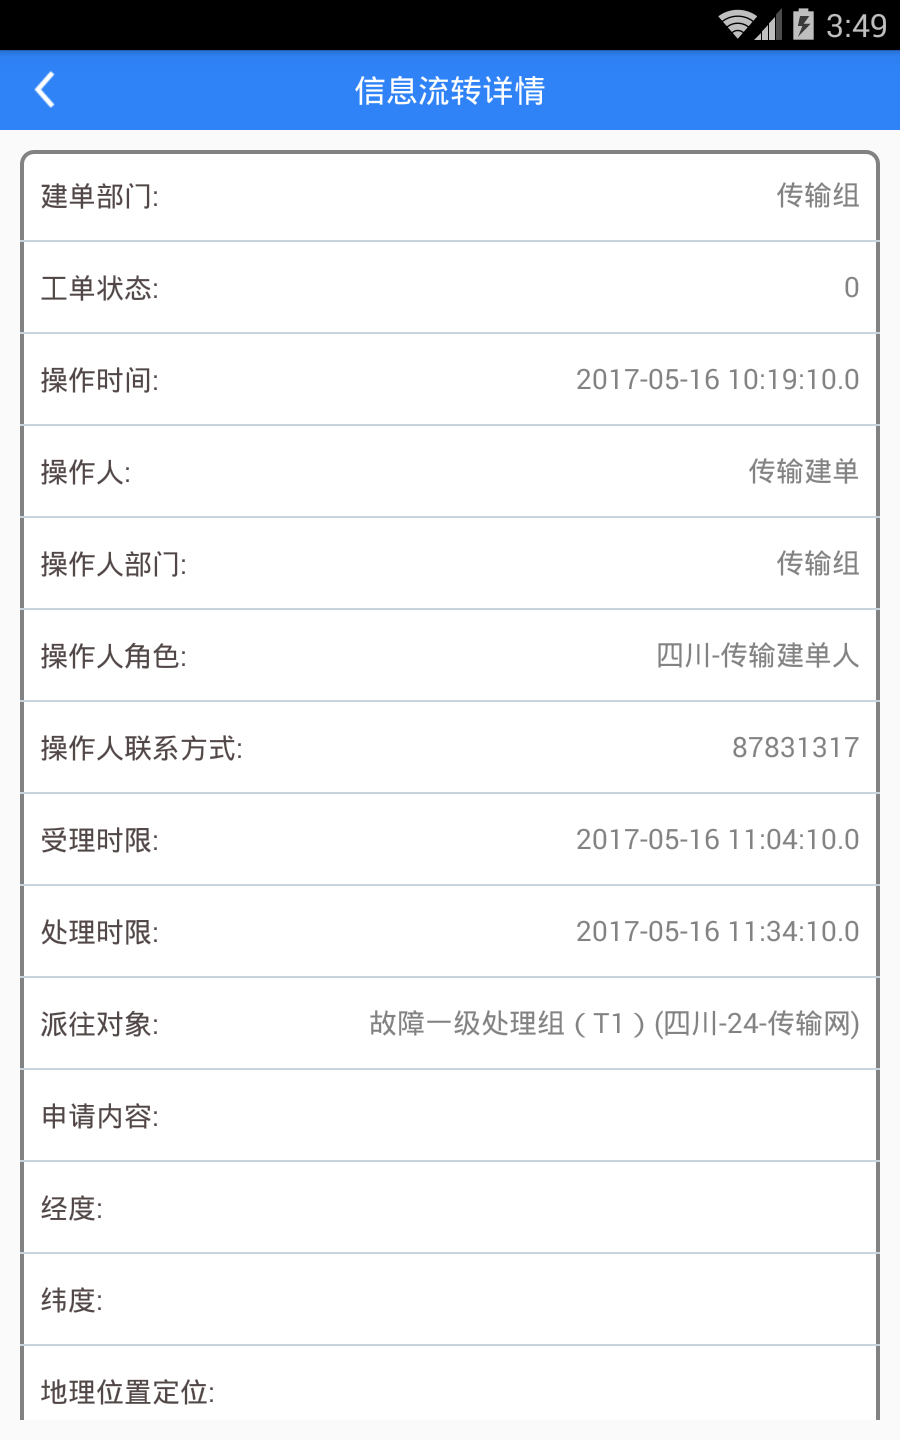 3:49
信息流转详情
建单部门: 传输组
工单状态: 0
操作时间: 2017-05-16 10:19:10.0
操作人: 传输建单
操作人部门: 传输组
操作人角色: 四川-传输建单人
操作人联系方式: 87831317
受理时限: 2017-05-16 11:04:10.0
处理时限: 2017-05-16 11:34:10.0
派往对象: 故障一级处理组（T1）(四川-24-传输网)
申请内容:
经度:
纬度:
地理位置定位: